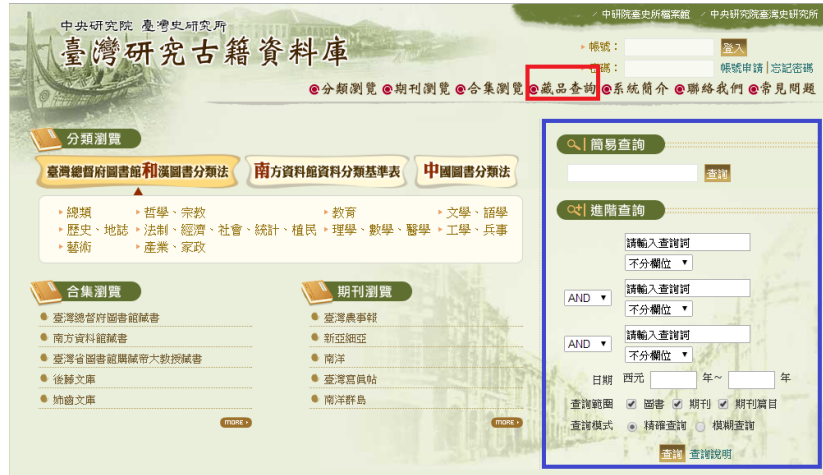 中研院臺史所檔案館 中央研究院臺灣史研究所
中央研究院 臺灣史研究所
臺灣研究古籍資料庫
帳號： 登入
密碼： 帳號申請|忘記密碼
分類瀏覽 期刊瀏覽 合集瀏覽 藏品查詢 系統簡介 聯絡我們 常見問題
分類瀏覽
臺灣總督府圖書館和漢圖書分類法 南方資料館資料分類基準表 中國圖書分類法
總類 哲學、宗教 教育 文學、語學
歷史、地誌 法制、經濟、社會、統計、植民 理學、數學、醫學 工學、兵事
藝術 產業、家政
合集瀏覽
臺灣總督府圖書館藏書
南方資料館藏書
臺灣省圖書館購藏帝大教授藏書
後藤文庫
姉齒文庫
MORE
期刊瀏覽
臺灣農事報
新亞細亞
南洋
臺灣寫真帖
南洋群島
MORE
簡易查詢
查詢
進階查詢
請輸入查詢詞
不分欄位
AND 請輸入查詢詞
不分欄位
AND 請輸入查詢詞
不分欄位
日期 西元 年~ 年
查詢範圍 圖書 期刊 期刊篇目
查詢模式 精確查詢 模糊查詢
查詢 查詢說明